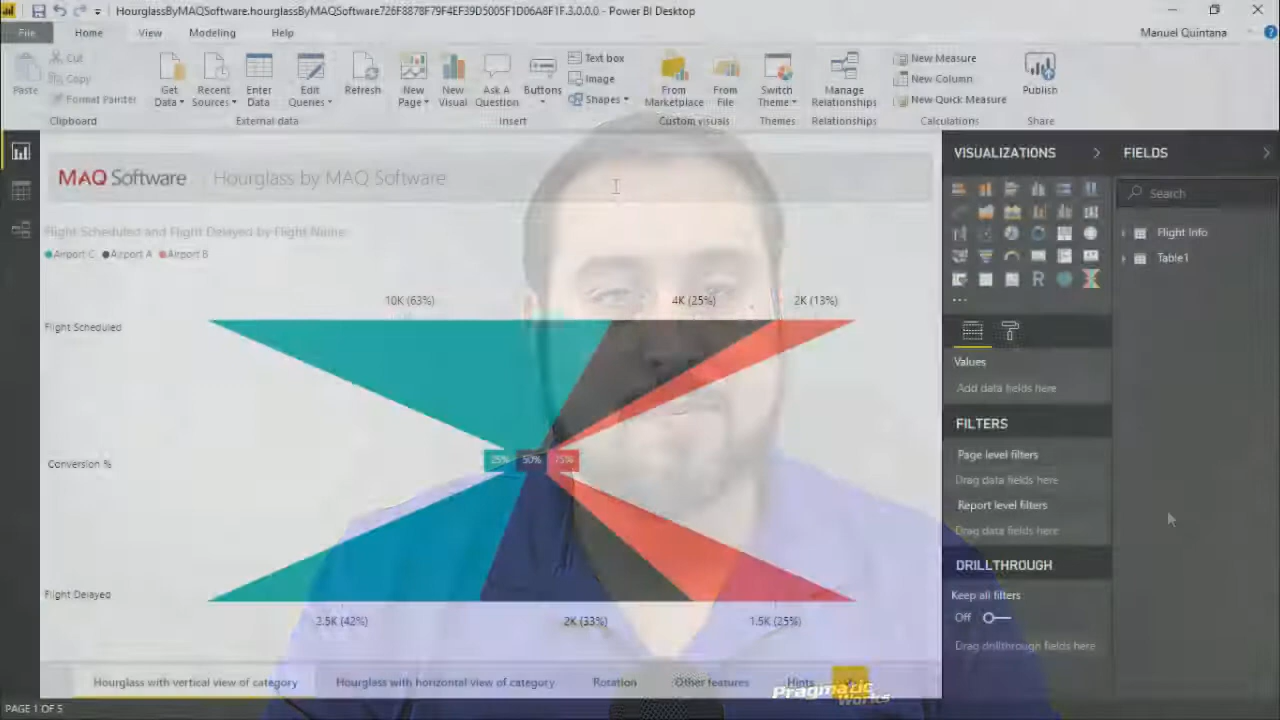 HourglassByMAQSoftware.hourglassByMAQSoftware726F8878F79F4EF39D5005F1D06A8F1F.3.0.0.0 - Power BI Desktop
File Home View Modeling Help
Manuel Quintana
Paste
Cut
Copy
Format Painter
Clipboard
Get Data
Recent Sources
Enter Data
Edit Queries
Refresh
External data
New Page
New Visual
Ask A Question
Buttons
Text box
Image
Shapes
Insert
From Marketplace
From File
Custom visuals
Switch Theme
Themes
Manage Relationships
Relationships
New Measure
New Column
New Quick Measure
Calculations
Publish
Share
MAQ Software
Hourglass by MAQ Software
Flight Scheduled and Flight Delayed by Flight Name
Airport C Airport A Airport B
10K (63%) 4K (25%) 2K (13%)
Flight Scheduled
Conversion %
25% 50% 75%
Flight Delayed
2.5K (42%) 2K (33%) 1.5K (25%)
Hourglass with vertical view of category
Hourglass with horizontal view of category
Rotation
Other features
Hints
Pragmatic Works
PAGE 1 OF 5
VISUALIZATIONS
R
Values
Add data fields here
FILTERS
Page level filters
Drag data fields here
Report level filters
Drag data fields here
DRILLTHROUGH
Keep all filters
Off
Drag drillthrough fields here
FIELDS
Search
Flight Info
Table1